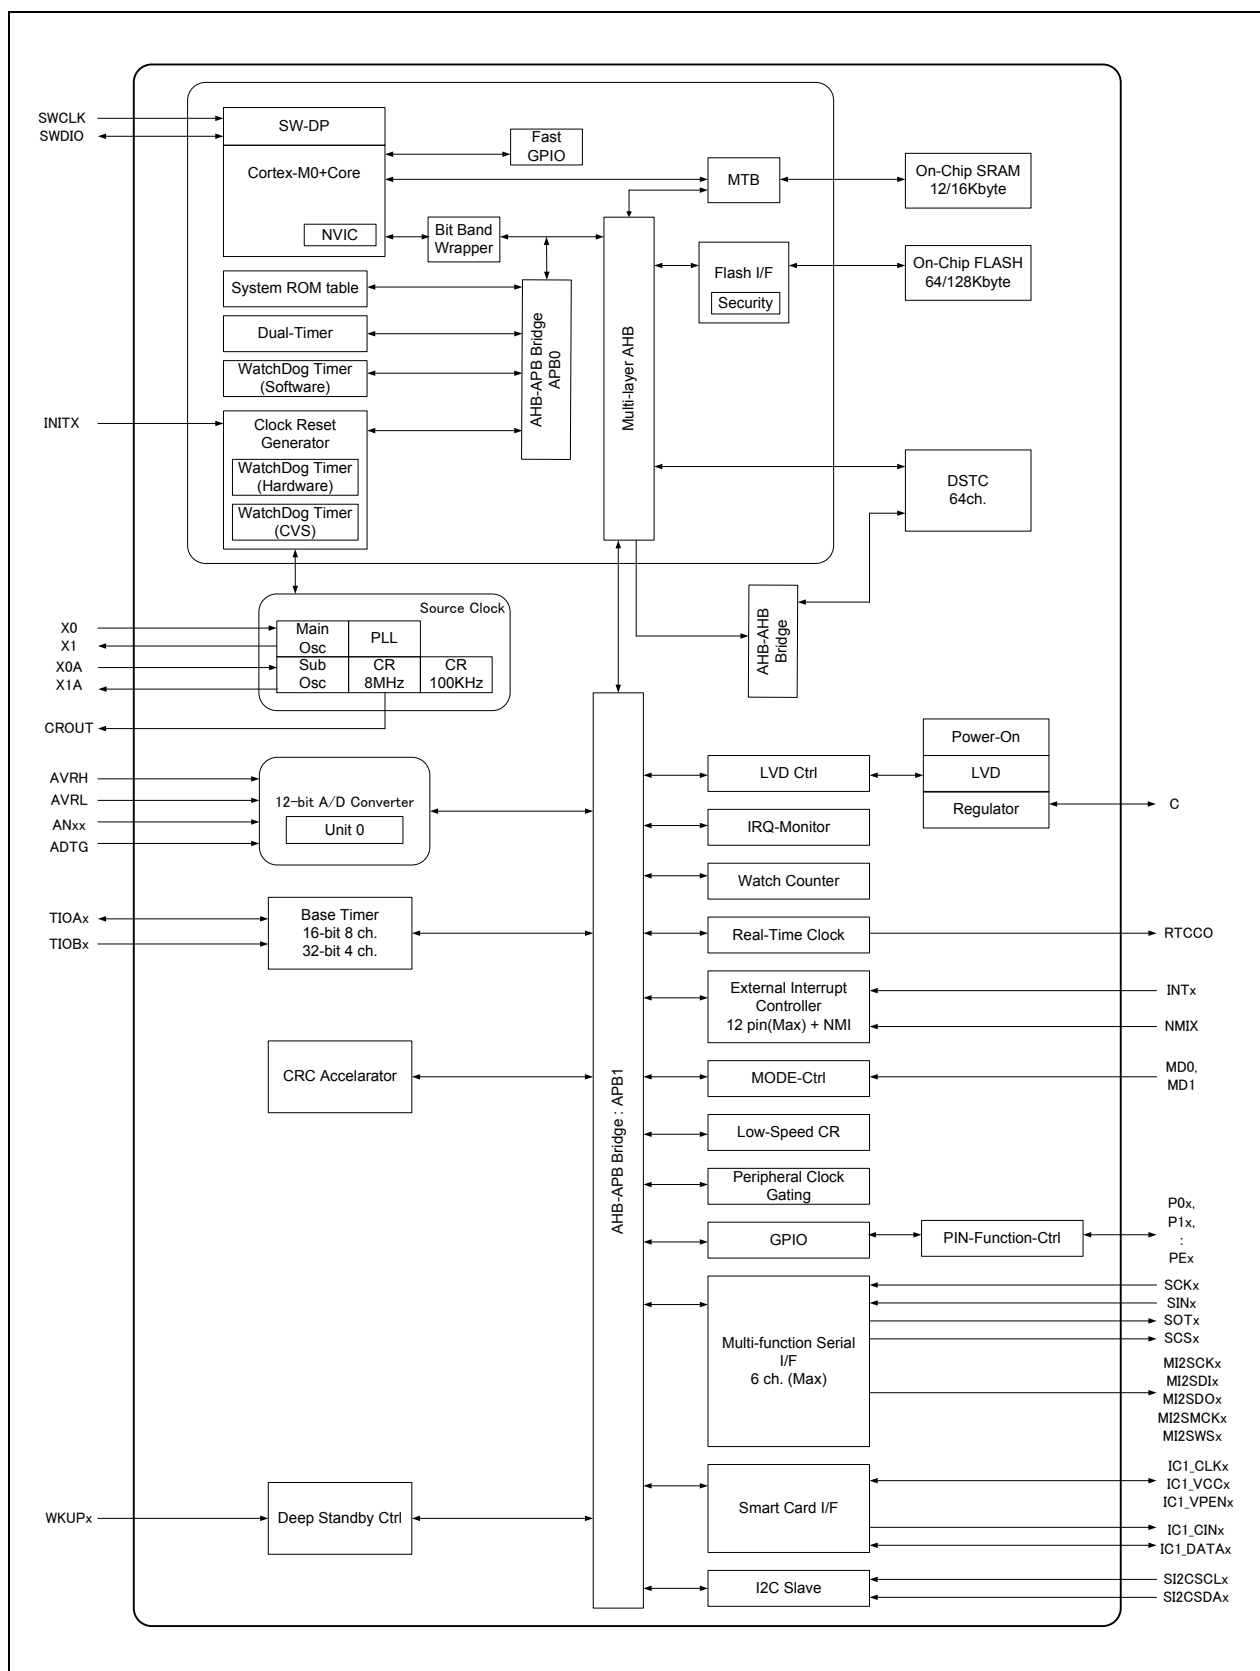 SWCLK
SWDIO
SW-DP
Cortex-M0+Core
NVIC
Fast
GPIO
Bit Band
Wrapper
MTB
On-Chip SRAM
12/16Kbyte
Flash I/F
Security
On-Chip FLASH
64/128Kbyte
System ROM table
Dual-Timer
WatchDog Timer
(Software)
AHB-APB Bridge
APB0
Multi-layer AHB
INITX
Clock Reset
Generator
WatchDog Timer
(Hardware)
WatchDog Timer
(CVS)
DSTC
64ch.
AHB-AHB
Bridge
Source Clock
X0
X1
X0A
X1A
Main
Osc
PLL
Sub
Osc
CR
8MHz
CR
100KHz
CROUT
AVRH
AVRL
ANxx
ADTG
12-bit A/D Converter
Unit 0
TIOAx
TIOBx
Base Timer
16-bit 8 ch.
32-bit 4 ch.
CRC Accelarator
WKUPx
Deep Standby Ctrl
AHB-APB Bridge : APB1
LVD Ctrl
Power-On
LVD
Regulator
C
IRQ-Monitor
Watch Counter
Real-Time Clock
RTCCO
External Interrupt
Controller
12 pin(Max) + NMI
INTx
NMIX
MODE-Ctrl
MD0,
MD1
Low-Speed CR
Peripheral Clock
Gating
GPIO
PIN-Function-Ctrl
P0x,
P1x,
:
PEx
Multi-function Serial
I/F
6 ch. (Max)
SCKx
SINx
SOTx
SCSx
MI2SCKx
MI2SDIx
MI2SDOx
MI2SMCKx
MI2SWSx
Smart Card I/F
IC1_CLKx
IC1_VCCx
IC1_VPENx
IC1_CINx
IC1_DATAx
I2C Slave
SI2CSCLx
SI2CSDAx